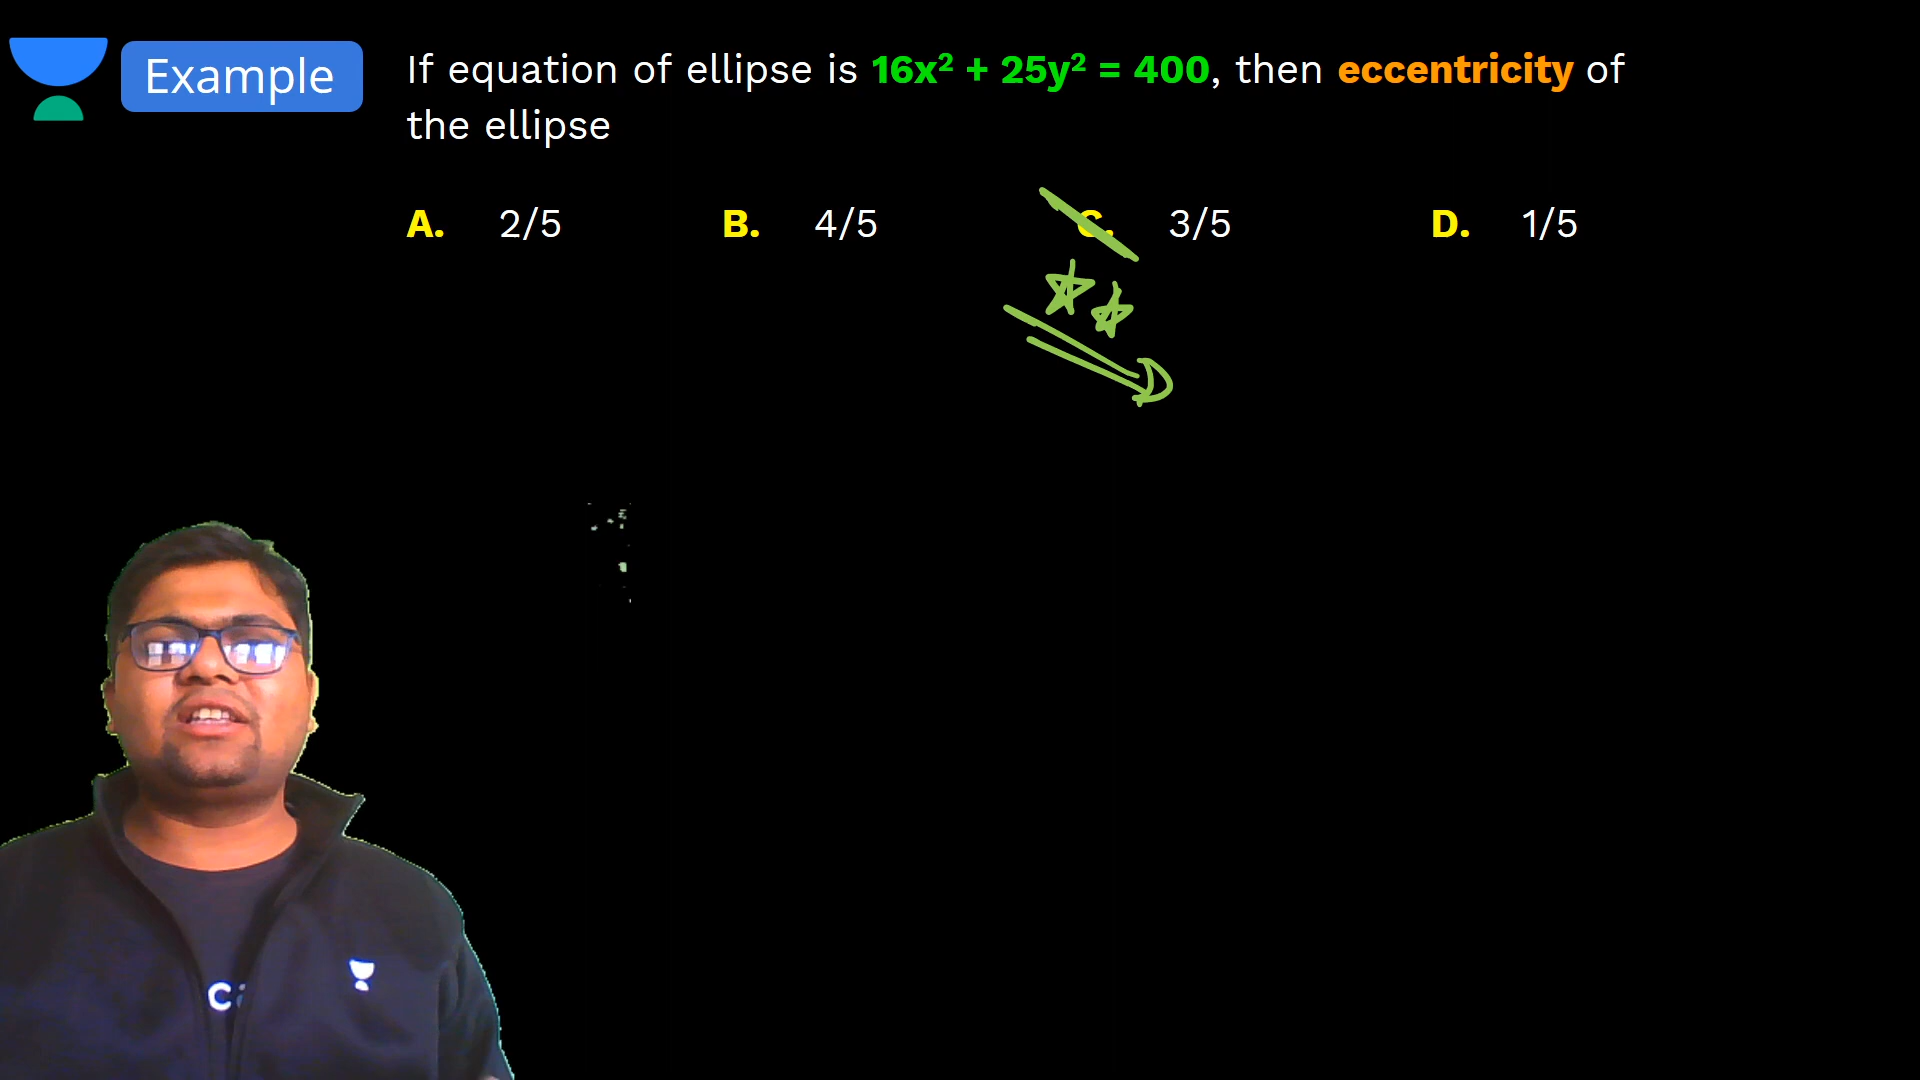 Example
If equation of ellipse is 16x² + 25y² = 400, then eccentricity of
the ellipse
A. 2/5 B. 4/5 C. 3/5 D. 1/5